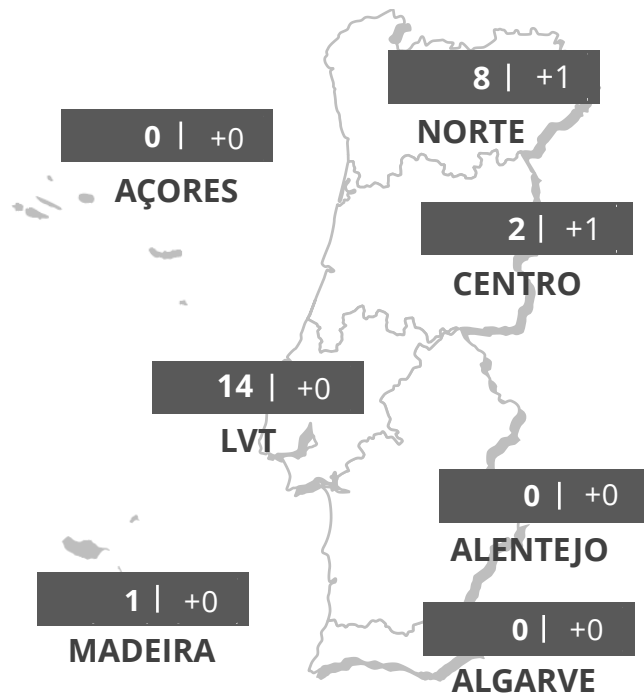 8 | +1
NORTE
0 | +0
AÇORES
2 | +1
CENTRO
14 | +0
LVT
0 | +0
ALENTEJO
1 | +0
MADEIRA
0 | +0
ALGARVE